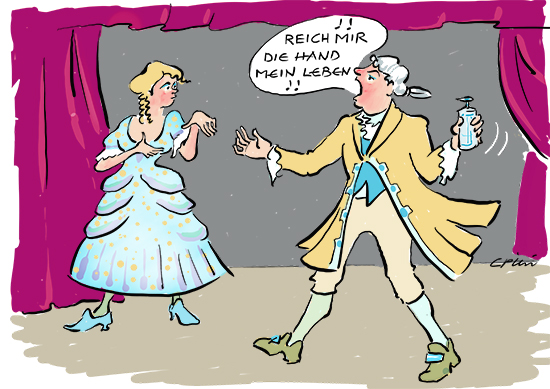 REICH MIR
DIE HAND
MEIN LEBEN